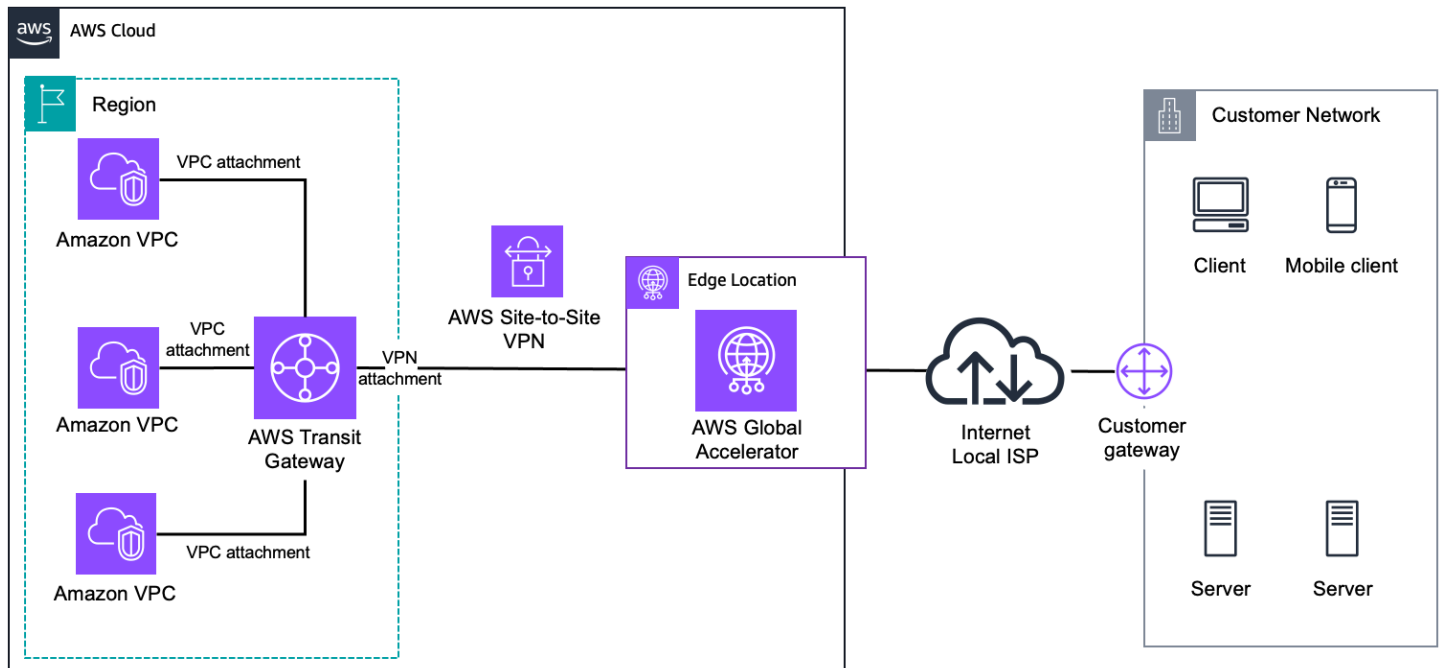 aws
AWS Cloud
Region
VPC attachment
Amazon VPC
VPC
attachment
Amazon VPC
AWS Transit
Gateway
VPC attachment
Amazon VPC
VPN
attachment
AWS Site-to-Site
VPN
Edge Location
AWS Global
Accelerator
Internet
Local ISP
Customer
gateway
Customer Network
Client
Mobile client
Server
Server